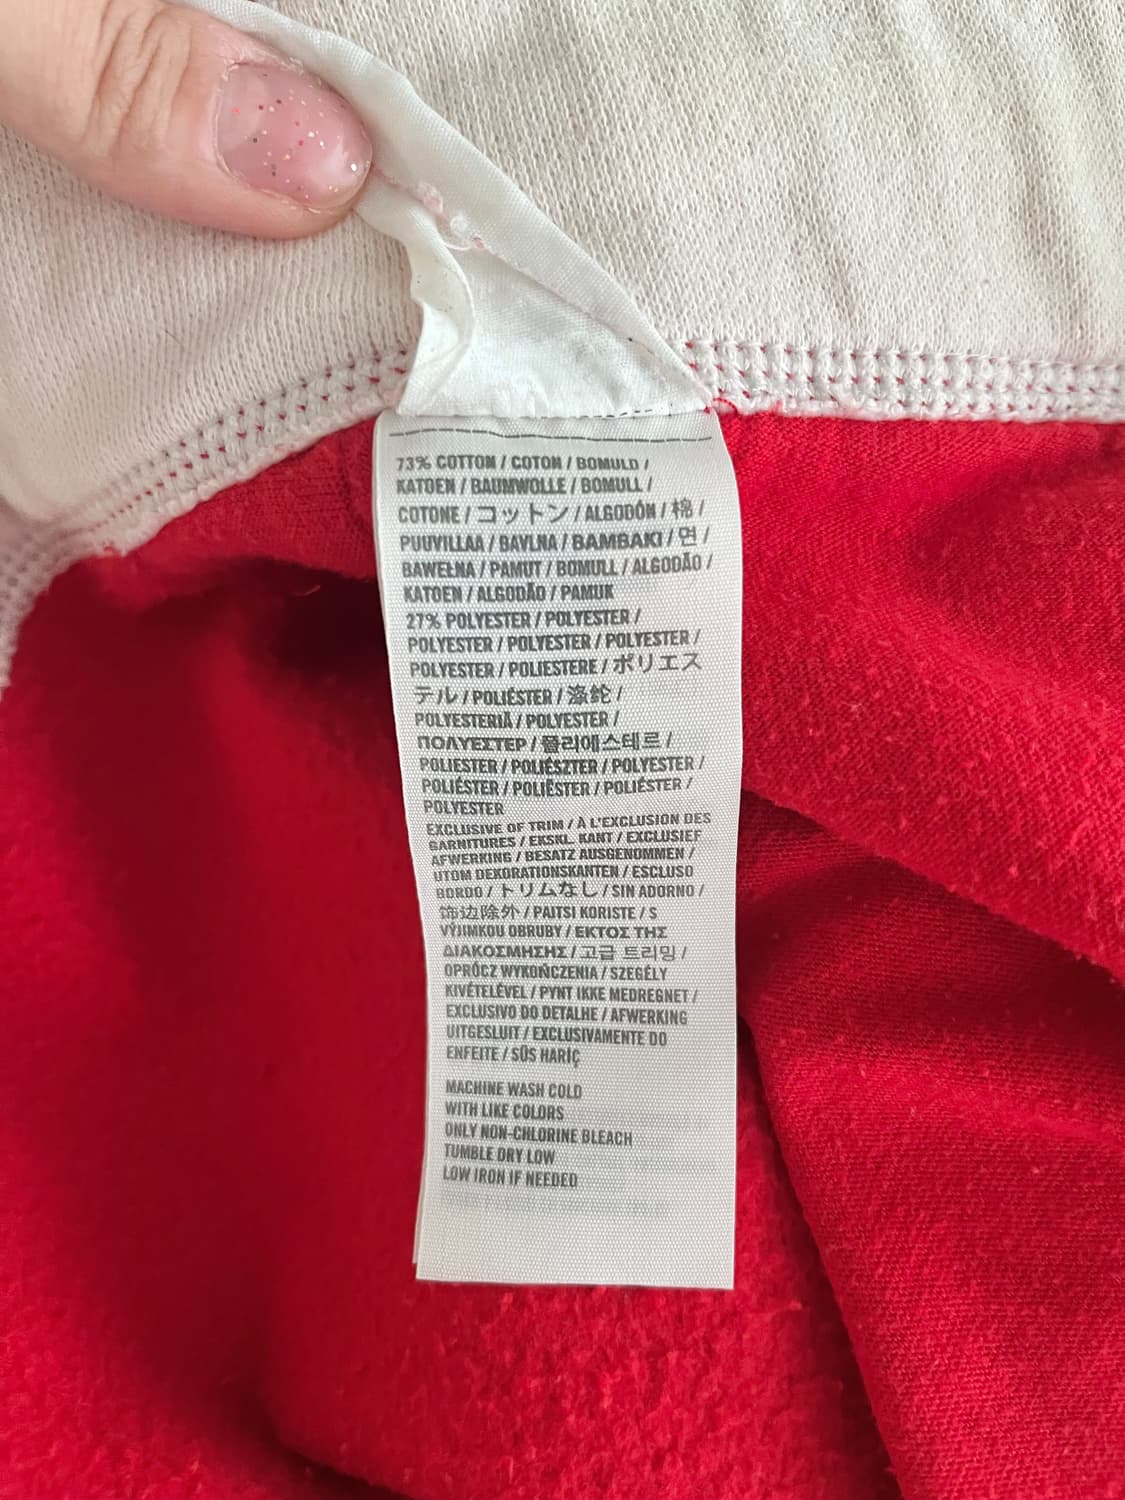 73% COTTON / COTON / BOMULD /
KATOEN / BAUMWOLLE / BOMULL /
COTONE / コットン / ALGODÓN / 棉 /
PUUVILLAA / BAVLNA / ΒΑΜΒΑΚΙ / 면 /
BAWEŁNA / PAMUT / BOMULL / ALGODÃO /
KATOEN / ALGODÃO / PAMUK
27% POLYESTER / POLYESTER /
POLYESTER / POLYESTER / POLYESTER /
POLYESTER / POLIESTERE / ポリエス
テル / POLIÉSTER / 涤纶 /
POLYESTERIÄ / POLYESTER /
ΠΟΛΥΕΣΤΕΡ / 폴리에스테르 /
POLIESTER / POLIÉSZTER / POLYESTER /
POLIÉSTER / POLIËSTER / POLIÉSTER /
POLYESTER
EXCLUSIVE OF TRIM / À L'EXCLUSION DES
GARNITURES / EKSKL. KANT / EXCLUSIEF
AFWERKING / BESATZ AUSGENOMMEN /
UTOM DEKORATIONSKANTEN / ESCLUSO
BORDO / トリムなし / SIN ADORNO /
饰边除外 / PAITSI KORISTE / S
VÝJIMKOU OBRUBY / ΕΚΤΟΣ ΤΗΣ
ΔΙΑΚΟΣΜΗΣΗΣ / 고급 트리밍 /
OPRÓCZ WYKOŃCZENIA / SZEGÉLY
KIVÉTELÉVEL / PYNT IKKE MEDREGNET /
EXCLUSIVO DO DETALHE / AFWERKING
UITGESLUIT / EXCLUSIVAMENTE DO
ENFEITE / SÜS HARİÇ
MACHINE WASH COLD
WITH LIKE COLORS
ONLY NON-CHLORINE BLEACH
TUMBLE DRY LOW
LOW IRON IF NEEDED